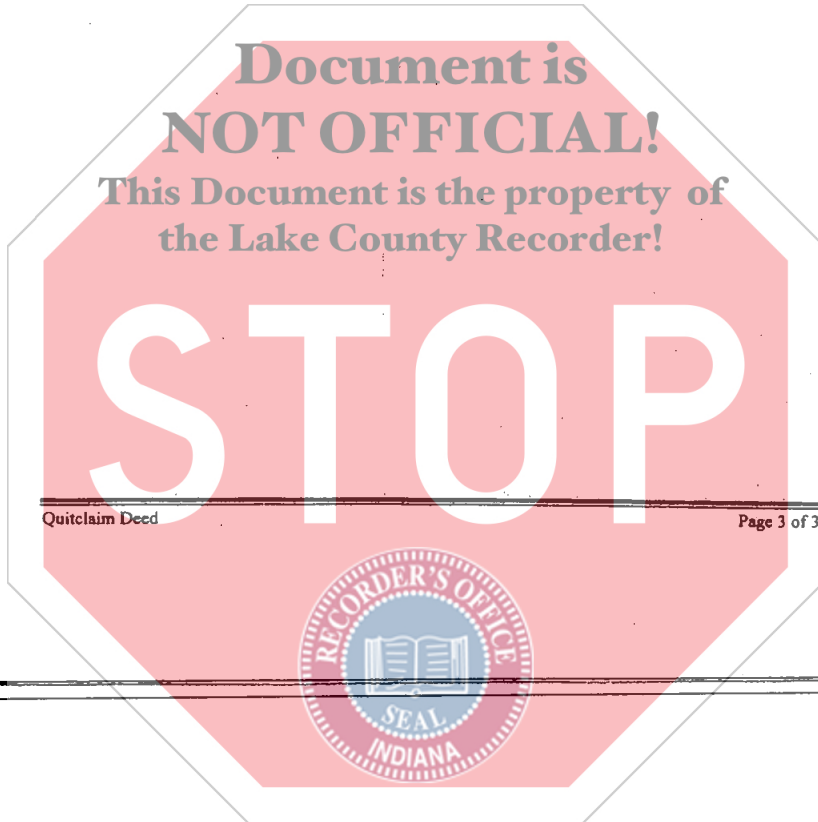 Document is
NOT OFFICIAL!
This Document is the property of
the Lake County Recorder!
STOP
Quitclaim Deed
Page 3 of 3
RECORDER'S OFFICE
SEAL
INDIANA